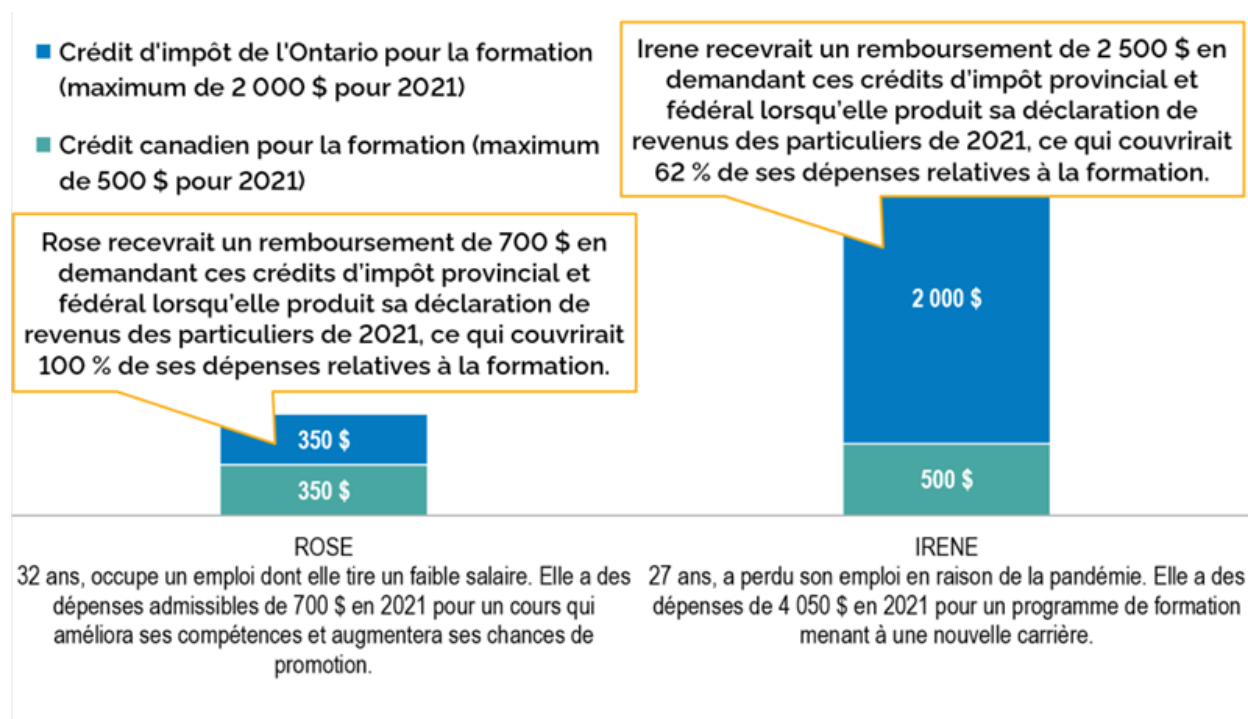 Crédit d'impôt de l'Ontario pour la formation
(maximum de 2 000 $ pour 2021)
Crédit canadien pour la formation (maximum
de 500 $ pour 2021)
Irene recevrait un remboursement de 2 500 $ en
demandant ces crédits d’impôt provincial et
fédéral lorsqu’elle produit sa déclaration de
revenus des particuliers de 2021, ce qui couvrirait
62 % de ses dépenses relatives à la formation.
Rose recevrait un remboursement de 700 $ en
demandant ces crédits d’impôt provincial et
fédéral lorsqu'elle produit sa déclaration de
revenus des particuliers de 2021, ce qui couvrirait
100 % de ses dépenses relatives à la formation.
350 $
350 $
2 000 $
500 $
ROSE
32 ans, occupe un emploi dont elle tire un faible salaire. Elle a des
dépenses admissibles de 700 $ en 2021 pour un cours qui
améliora ses compétences et augmentera ses chances de
promotion.
IRENE
27 ans, a perdu son emploi en raison de la pandémie. Elle a des
dépenses de 4 050 $ en 2021 pour un programme de formation
menant à une nouvelle carrière.